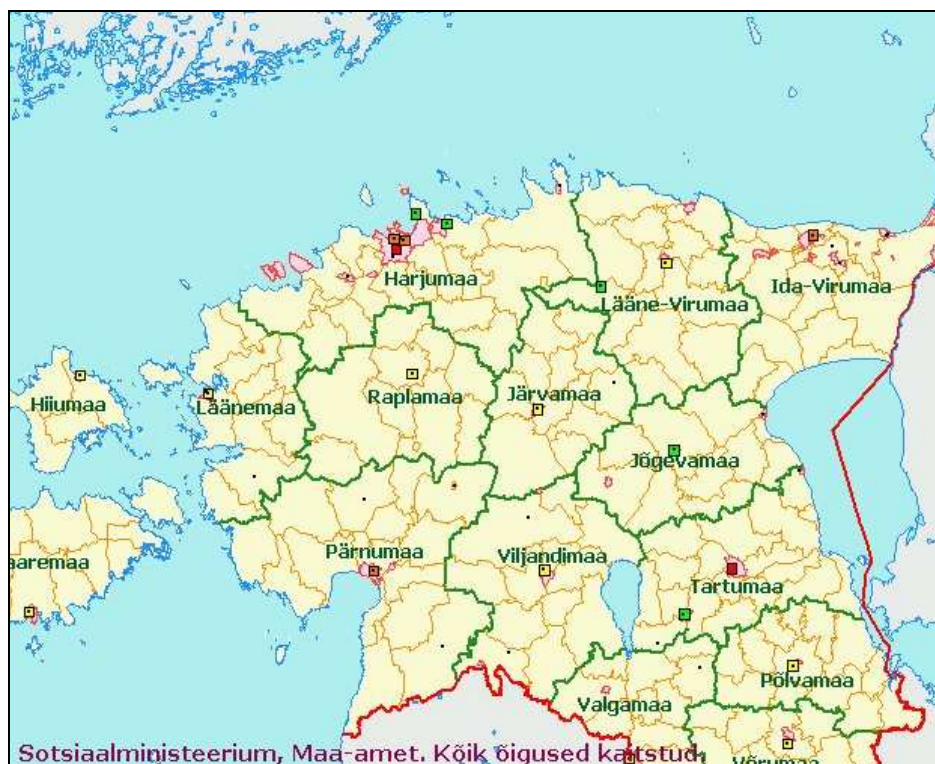 Harjumaa
Ida-Virumaa
Lääne-Virumaa
Hiiumaa
Läänemaa
Raplamaa
Järvamaa
Jõgevamaa
Pärnumaa
Viljandimaa
aaremaa
Tartumaa
Põlvamaa
Valgamaa
Võrumaa
Sotsiaalministeerium, Maa-amet. Kõik õigused kaitstud.